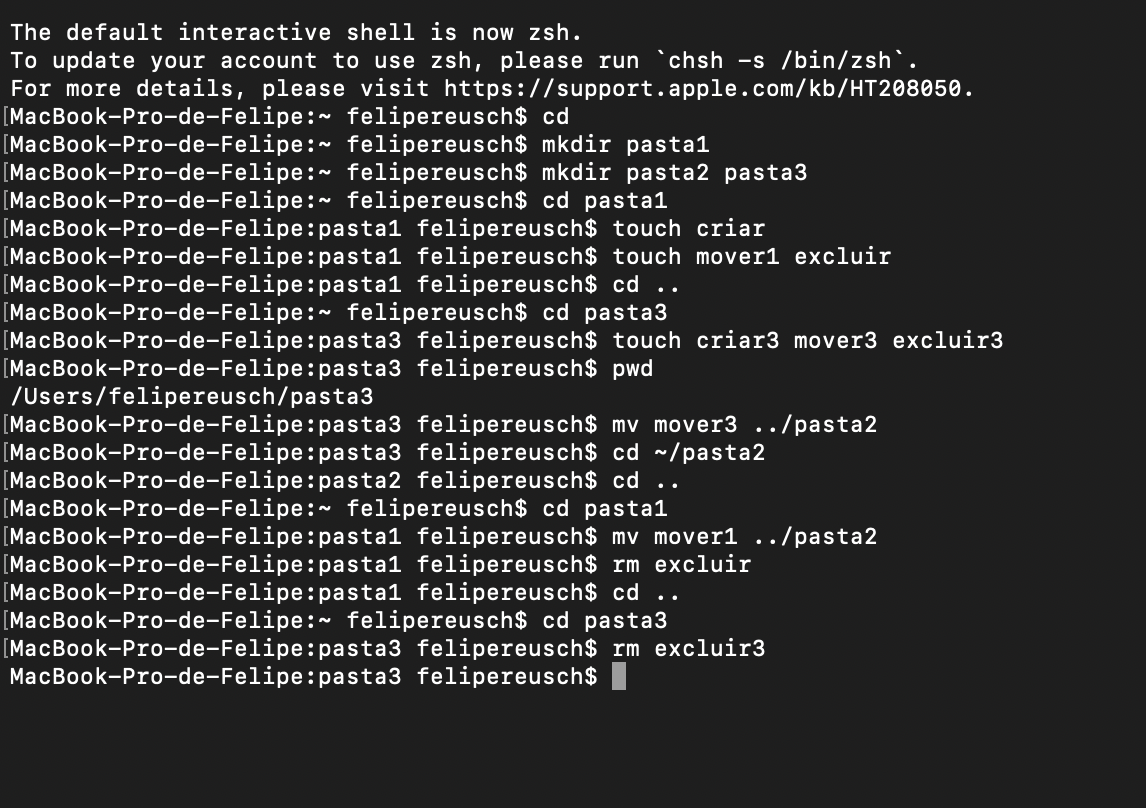 The default interactive shell is now zsh.
To update your account to use zsh, please run `chsh -s /bin/zsh`.
For more details, please visit https://support.apple.com/kb/HT208050.
[MacBook-Pro-de-Felipe:~ felipereusch$ cd
[MacBook-Pro-de-Felipe:~ felipereusch$ mkdir pasta1
[MacBook-Pro-de-Felipe:~ felipereusch$ mkdir pasta2 pasta3
[MacBook-Pro-de-Felipe:~ felipereusch$ cd pasta1
[MacBook-Pro-de-Felipe:pasta1 felipereusch$ touch criar
[MacBook-Pro-de-Felipe:pasta1 felipereusch$ touch mover1 excluir
[MacBook-Pro-de-Felipe:pasta1 felipereusch$ cd ..
[MacBook-Pro-de-Felipe:~ felipereusch$ cd pasta3
[MacBook-Pro-de-Felipe:pasta3 felipereusch$ touch criar3 mover3 excluir3
[MacBook-Pro-de-Felipe:pasta3 felipereusch$ pwd
/Users/felipereusch/pasta3
[MacBook-Pro-de-Felipe:pasta3 felipereusch$ mv mover3 ../pasta2
[MacBook-Pro-de-Felipe:pasta3 felipereusch$ cd ~/pasta2
[MacBook-Pro-de-Felipe:pasta2 felipereusch$ cd ..
[MacBook-Pro-de-Felipe:~ felipereusch$ cd pasta1
[MacBook-Pro-de-Felipe:pasta1 felipereusch$ mv mover1 ../pasta2
[MacBook-Pro-de-Felipe:pasta1 felipereusch$ rm excluir
[MacBook-Pro-de-Felipe:pasta1 felipereusch$ cd ..
[MacBook-Pro-de-Felipe:~ felipereusch$ cd pasta3
[MacBook-Pro-de-Felipe:pasta3 felipereusch$ rm excluir3
MacBook-Pro-de-Felipe:pasta3 felipereusch$